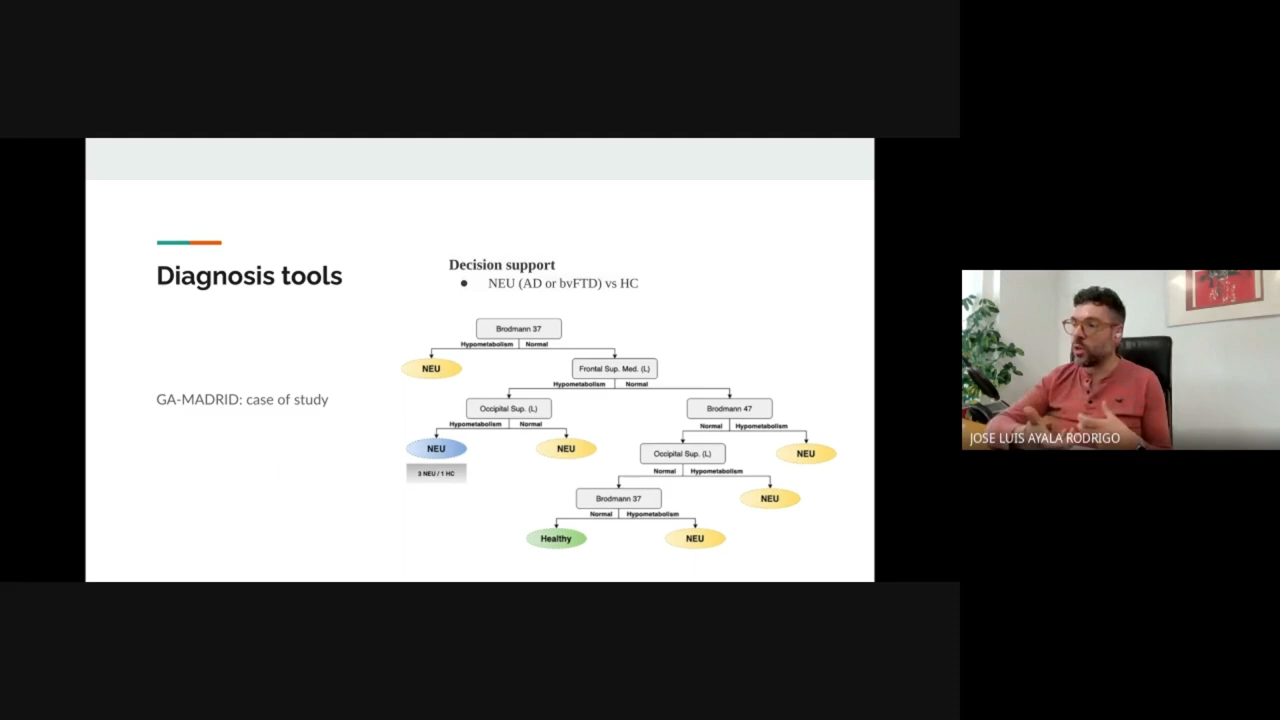 Diagnosis tools
GA-MADRID: case of study
Decision support
● NEU (AD or bvFTD) vs HC
Brodmann 37
Hypometabolism Normal
NEU
Frontal Sup. Med. (L)
Hypometabolism Normal
Occipital Sup. (L)
Brodmann 47
Hypometabolism Normal
Normal Hypometabolism
NEU
NEU
Occipital Sup. (L)
NEU
3 NEU / 1 HC
Normal Hypometabolism
Brodmann 37
NEU
Normal Hypometabolism
Healthy
NEU
JOSE LUIS AYALA RODRIGO